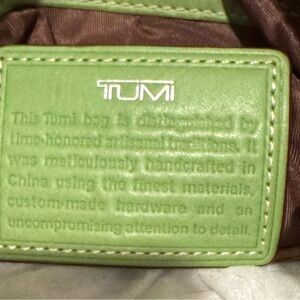 TUMI
This Tumi bag is distinguished by
time-honored artisanal traditions. It
was meticulously handcrafted in
China using the finest materials,
custom-made hardware and an
uncompromising attention to detail.